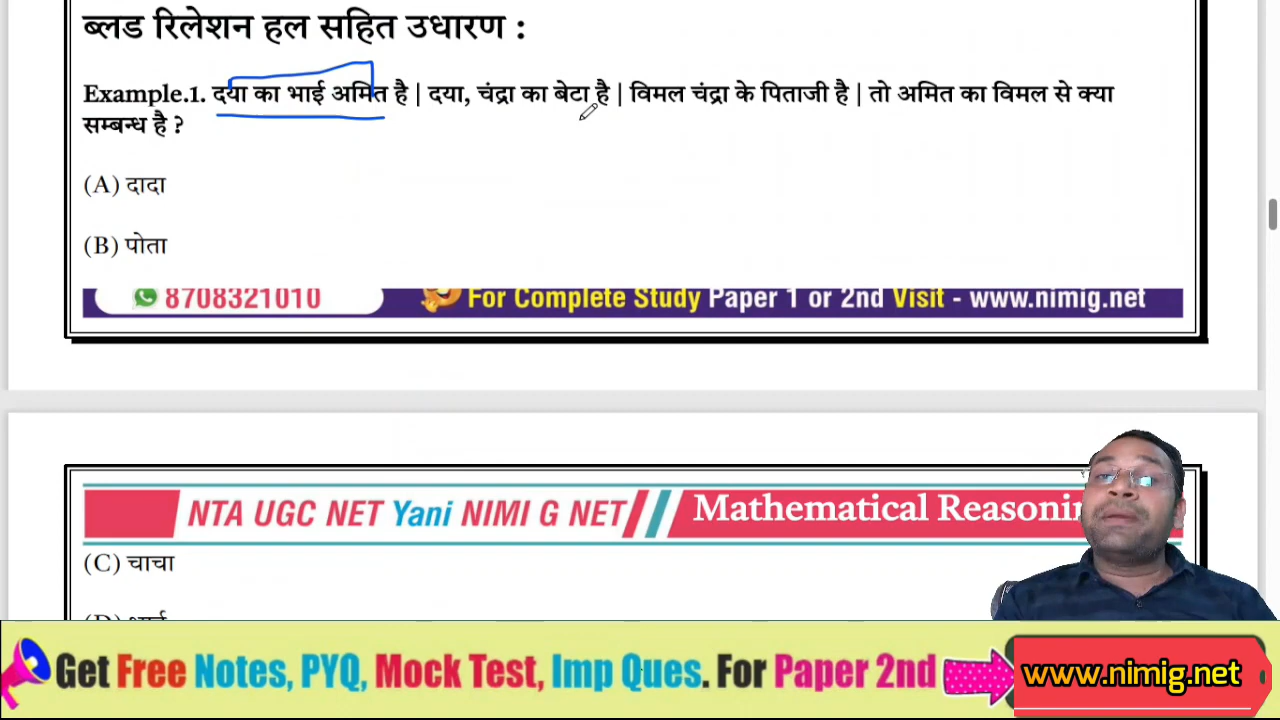 ब्लड रिलेशन हल सहित उधारण :
Example.1. दया का भाई अमित है | दया, चंद्रा का बेटा है | विमल चंद्रा के पिताजी है | तो अमित का विमल से क्या
सम्बन्ध है ?
(A) दादा
(B) पोता
8708321010 For Complete Study Paper 1 or 2nd Visit - www.nimig.net
NTA UGC NET Yani NIMI G NET Mathematical Reasonin
(C) चाचा
Get Free Notes, PYQ, Mock Test, Imp Ques. For Paper 2nd www.nimig.net